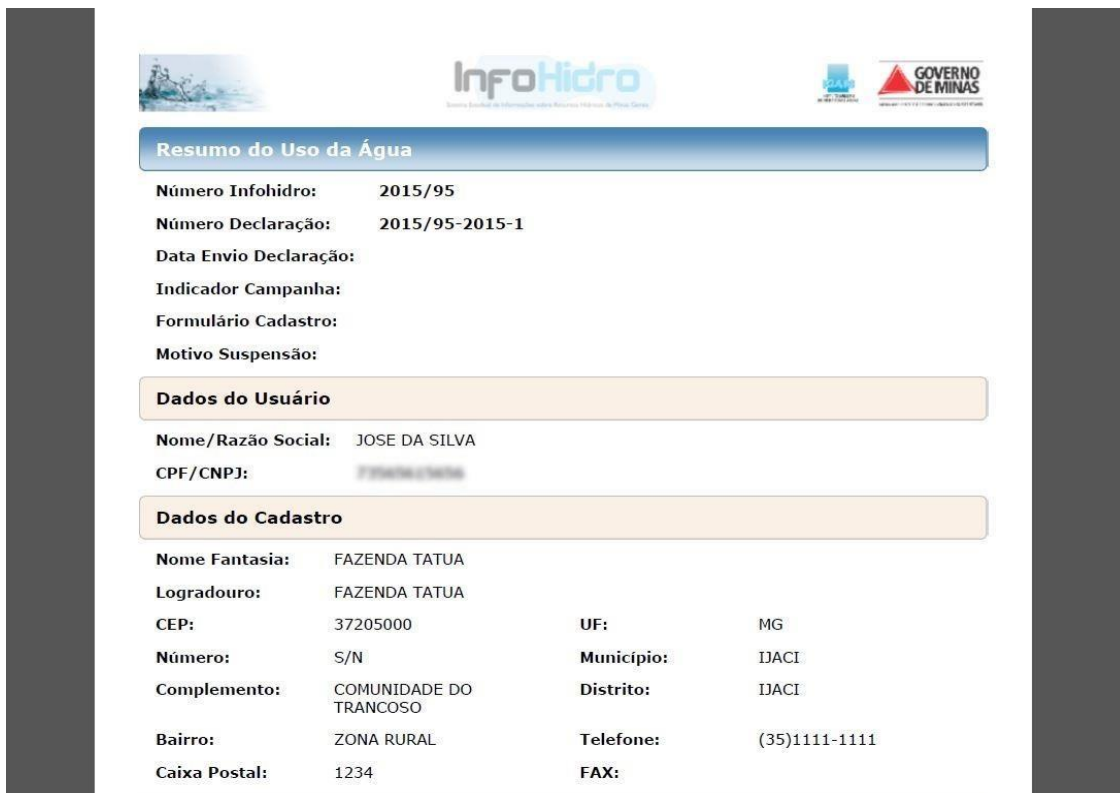 InfoHidro
GOVERNO
DE MINAS
Resumo do Uso da Água
Número Infohidro: 2015/95
Número Declaração: 2015/95-2015-1
Data Envio Declaração:
Indicador Campanha:
Formulário Cadastro:
Motivo Suspensão:
Dados do Usuário
Nome/Razão Social: JOSE DA SILVA
CPF/CNPJ:
Dados do Cadastro
Nome Fantasia: FAZENDA TATUA
Logradouro: FAZENDA TATUA
CEP: 37205000 UF: MG
Número: S/N Município: IJACI
Complemento: COMUNIDADE DO TRANCOSO Distrito: IJACI
Bairro: ZONA RURAL Telefone: (35)1111-1111
Caixa Postal: 1234 FAX: